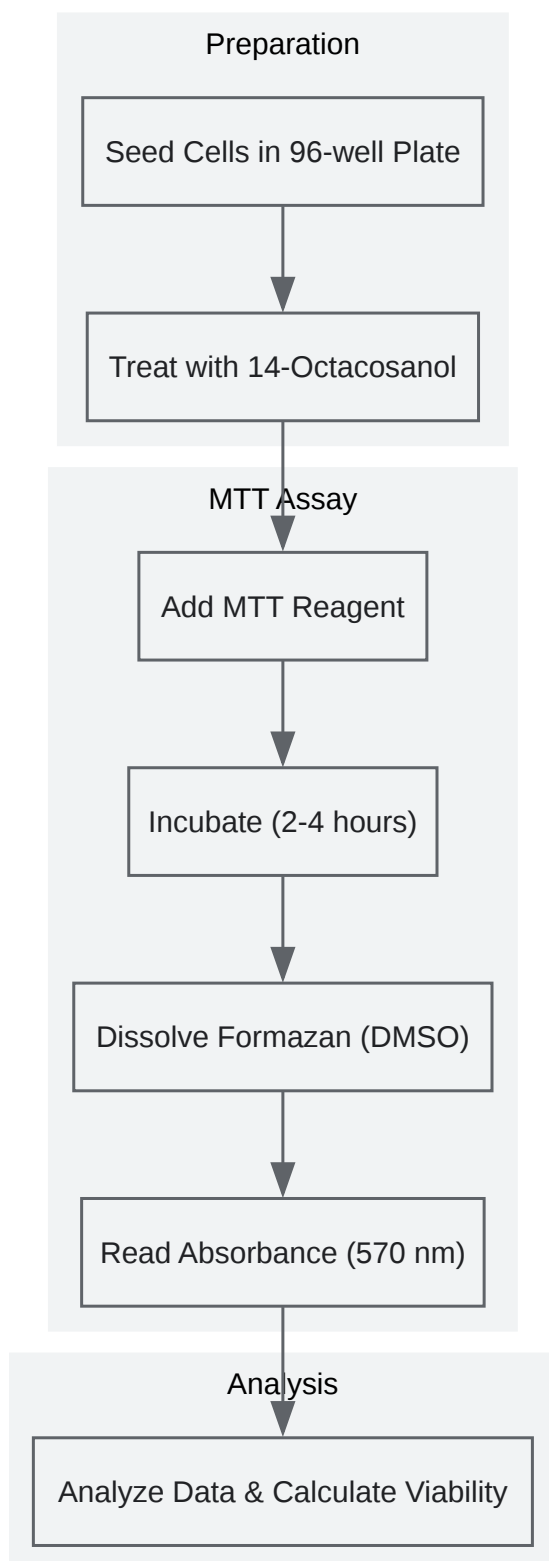 Preparation
Seed Cells in 96-well Plate
Treat with 14-Octacosanol
MTT Assay
Add MTT Reagent
Incubate (2-4 hours)
Dissolve Formazan (DMSO)
Read Absorbance (570 nm)
Analysis
Analyze Data & Calculate Viability